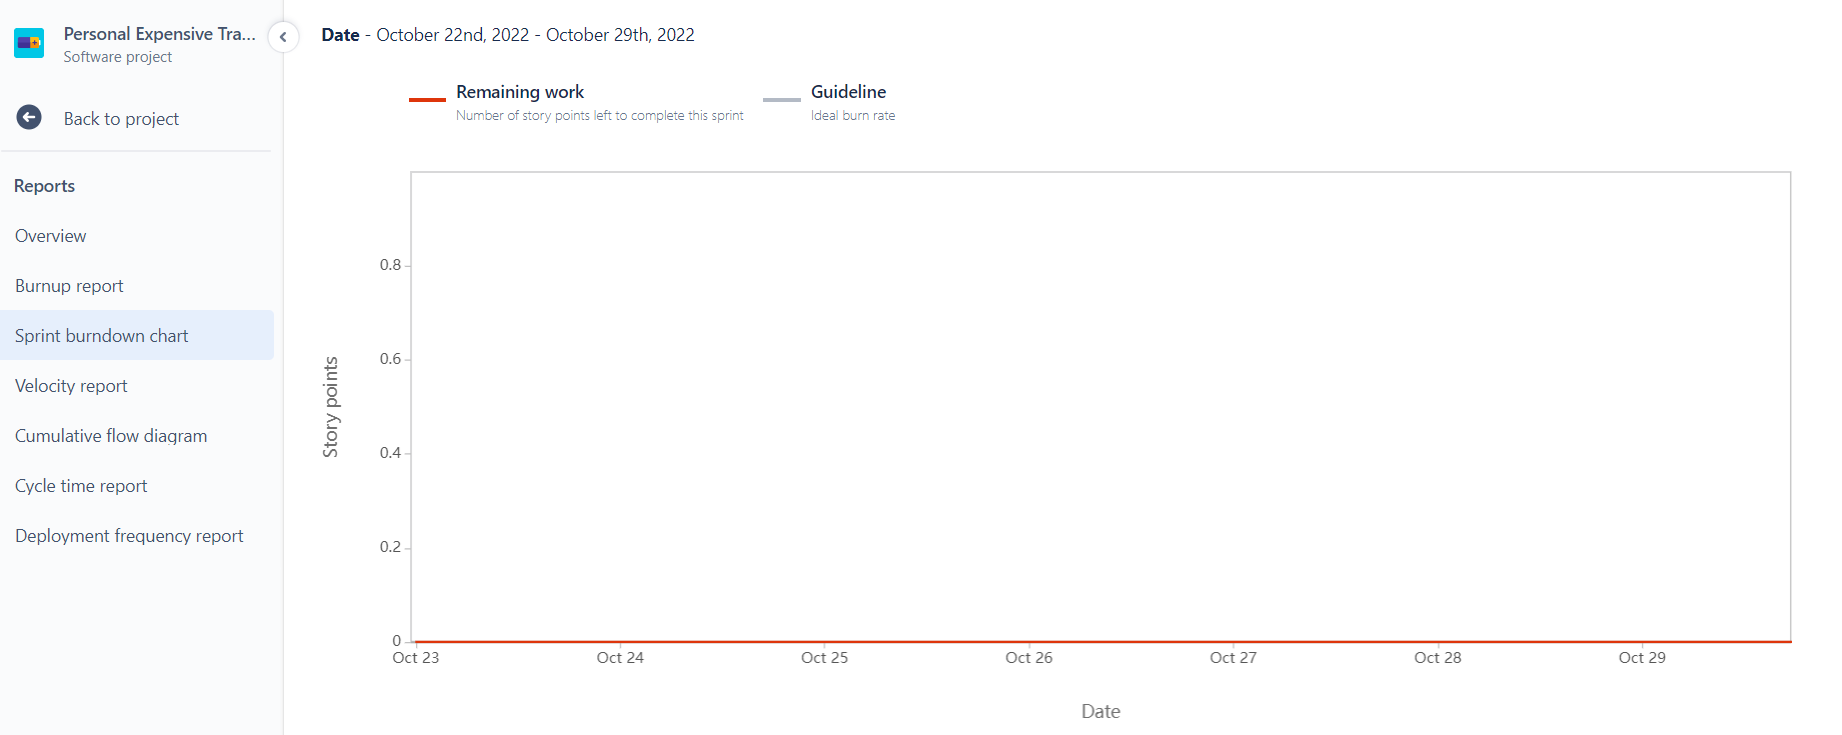 Personal Expensive Tra...
Software project
Back to project
Reports
Overview
Burnup report
Sprint burndown chart
Velocity report
Cumulative flow diagram
Cycle time report
Deployment frequency report
Date - October 22nd, 2022 - October 29th, 2022
Remaining work
Number of story points left to complete this sprint
Guideline
Ideal burn rate
Story points
0.8
0.6
0.4
0.2
0
Oct 23 Oct 24 Oct 25 Oct 26 Oct 27 Oct 28 Oct 29
Date